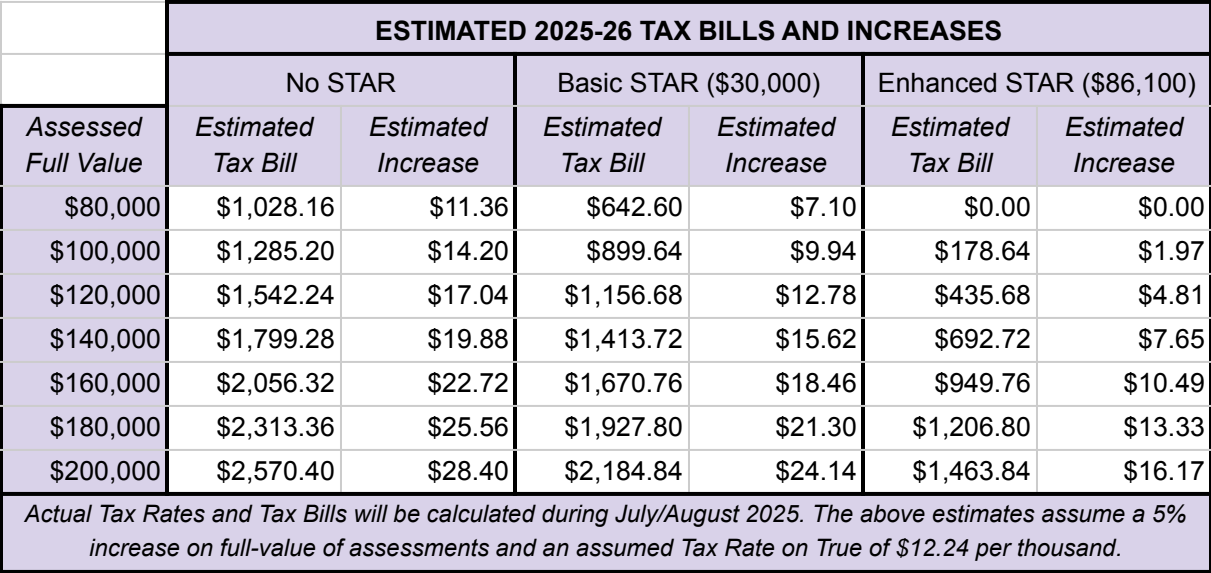 ESTIMATED 2025-26 TAX BILLS AND INCREASES
No STAR Basic STAR ($30,000) Enhanced STAR ($86,100)
Assessed Estimated Estimated Estimated Estimated Estimated Estimated
Full Value Tax Bill Increase Tax Bill Increase Tax Bill Increase
$80,000 $1,028.16 $11.36 $642.60 $7.10 $0.00 $0.00
$100,000 $1,285.20 $14.20 $899.64 $9.94 $178.64 $1.97
$120,000 $1,542.24 $17.04 $1,156.68 $12.78 $435.68 $4.81
$140,000 $1,799.28 $19.88 $1,413.72 $15.62 $692.72 $7.65
$160,000 $2,056.32 $22.72 $1,670.76 $18.46 $949.76 $10.49
$180,000 $2,313.36 $25.56 $1,927.80 $21.30 $1,206.80 $13.33
$200,000 $2,570.40 $28.40 $2,184.84 $24.14 $1,463.84 $16.17
Actual Tax Rates and Tax Bills will be calculated during July/August 2025. The above estimates assume a 5%
increase on full-value of assessments and an assumed Tax Rate on True of $12.24 per thousand.